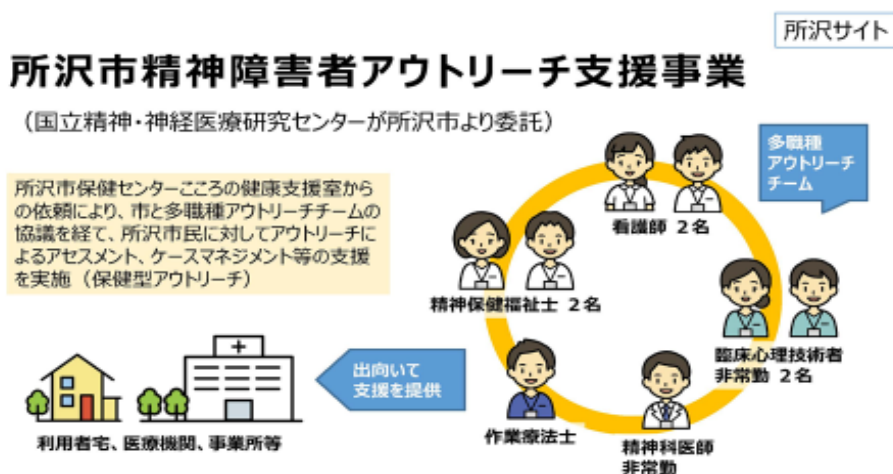 所沢サイト
所沢市精神障害者アウトリーチ支援事業
（国立精神・神経医療研究センターが所沢市より委託）
多職種
アウトリーチ
チーム
所沢市保健センターこころの健康支援室から
の依頼により、市と多職種アウトリーチチームの
協議を経て、所沢市民に対してアウトリーチに
よるアセスメント、ケースマネジメント等の支援
を実施（保健型アウトリーチ）
看護師 2名
精神保健福祉士 2名
臨床心理技術者
非常勤 2名
出向いて
支援を提供
作業療法士
精神科医師
非常勤
利用者宅、医療機関、事業所等